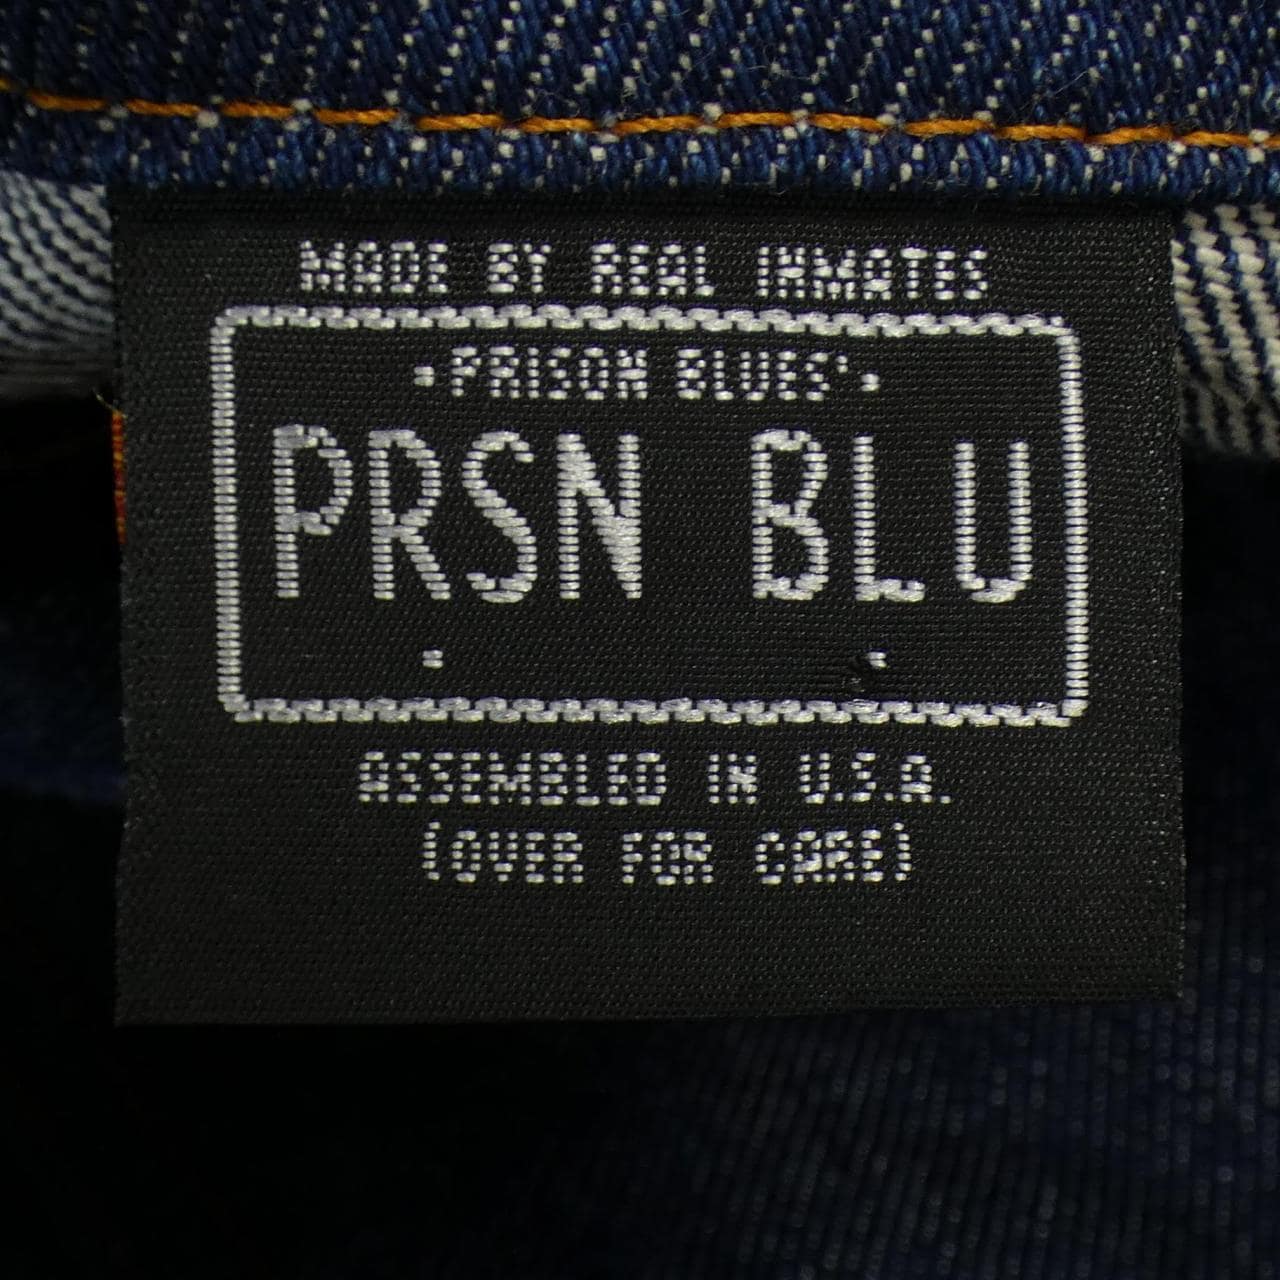 MADE BY REAL INMATES
·PRISON BLUES'·
PRSN BLU
ASSEMBLED IN U.S.A.
(OVER FOR CARE)